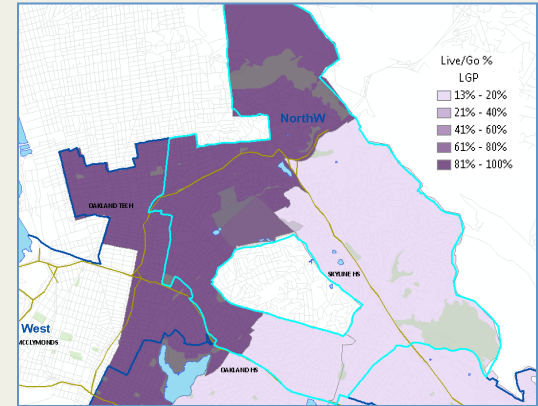 Live/Go %
LGP
13% - 20%
21% - 40%
41% - 60%
61% - 80%
81% - 100%
NorthW
OAKLAND TECH
SKYLINE HS
West
MCCLYMONDS
OAKLAND HS